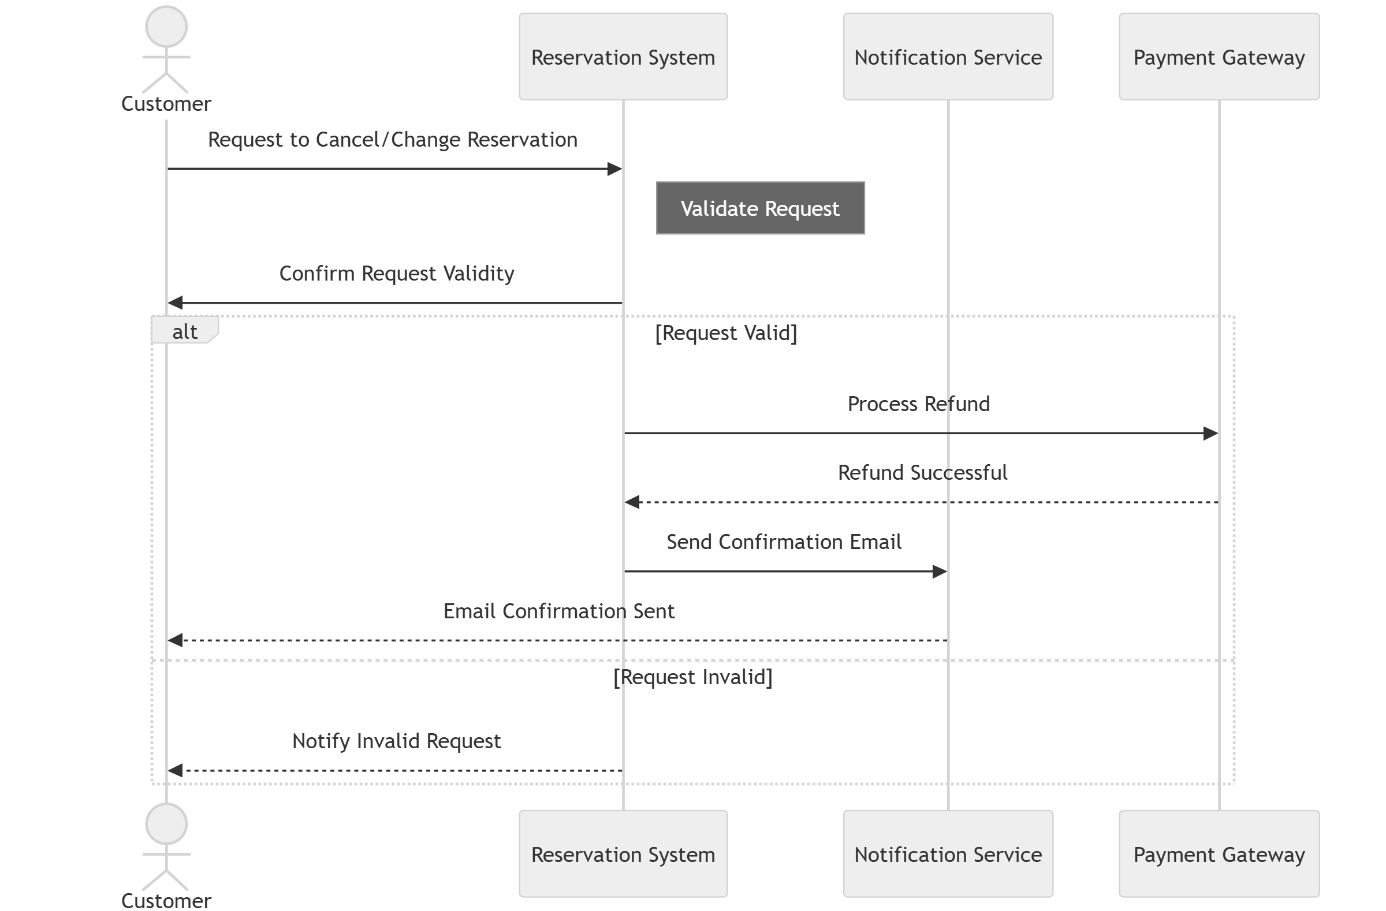 Customer
Reservation System
Notification Service
Payment Gateway
Request to Cancel/Change Reservation
Validate Request
Confirm Request Validity
alt
[Request Valid]
Process Refund
Refund Successful
Send Confirmation Email
Email Confirmation Sent
[Request Invalid]
Notify Invalid Request
Customer
Reservation System
Notification Service
Payment Gateway